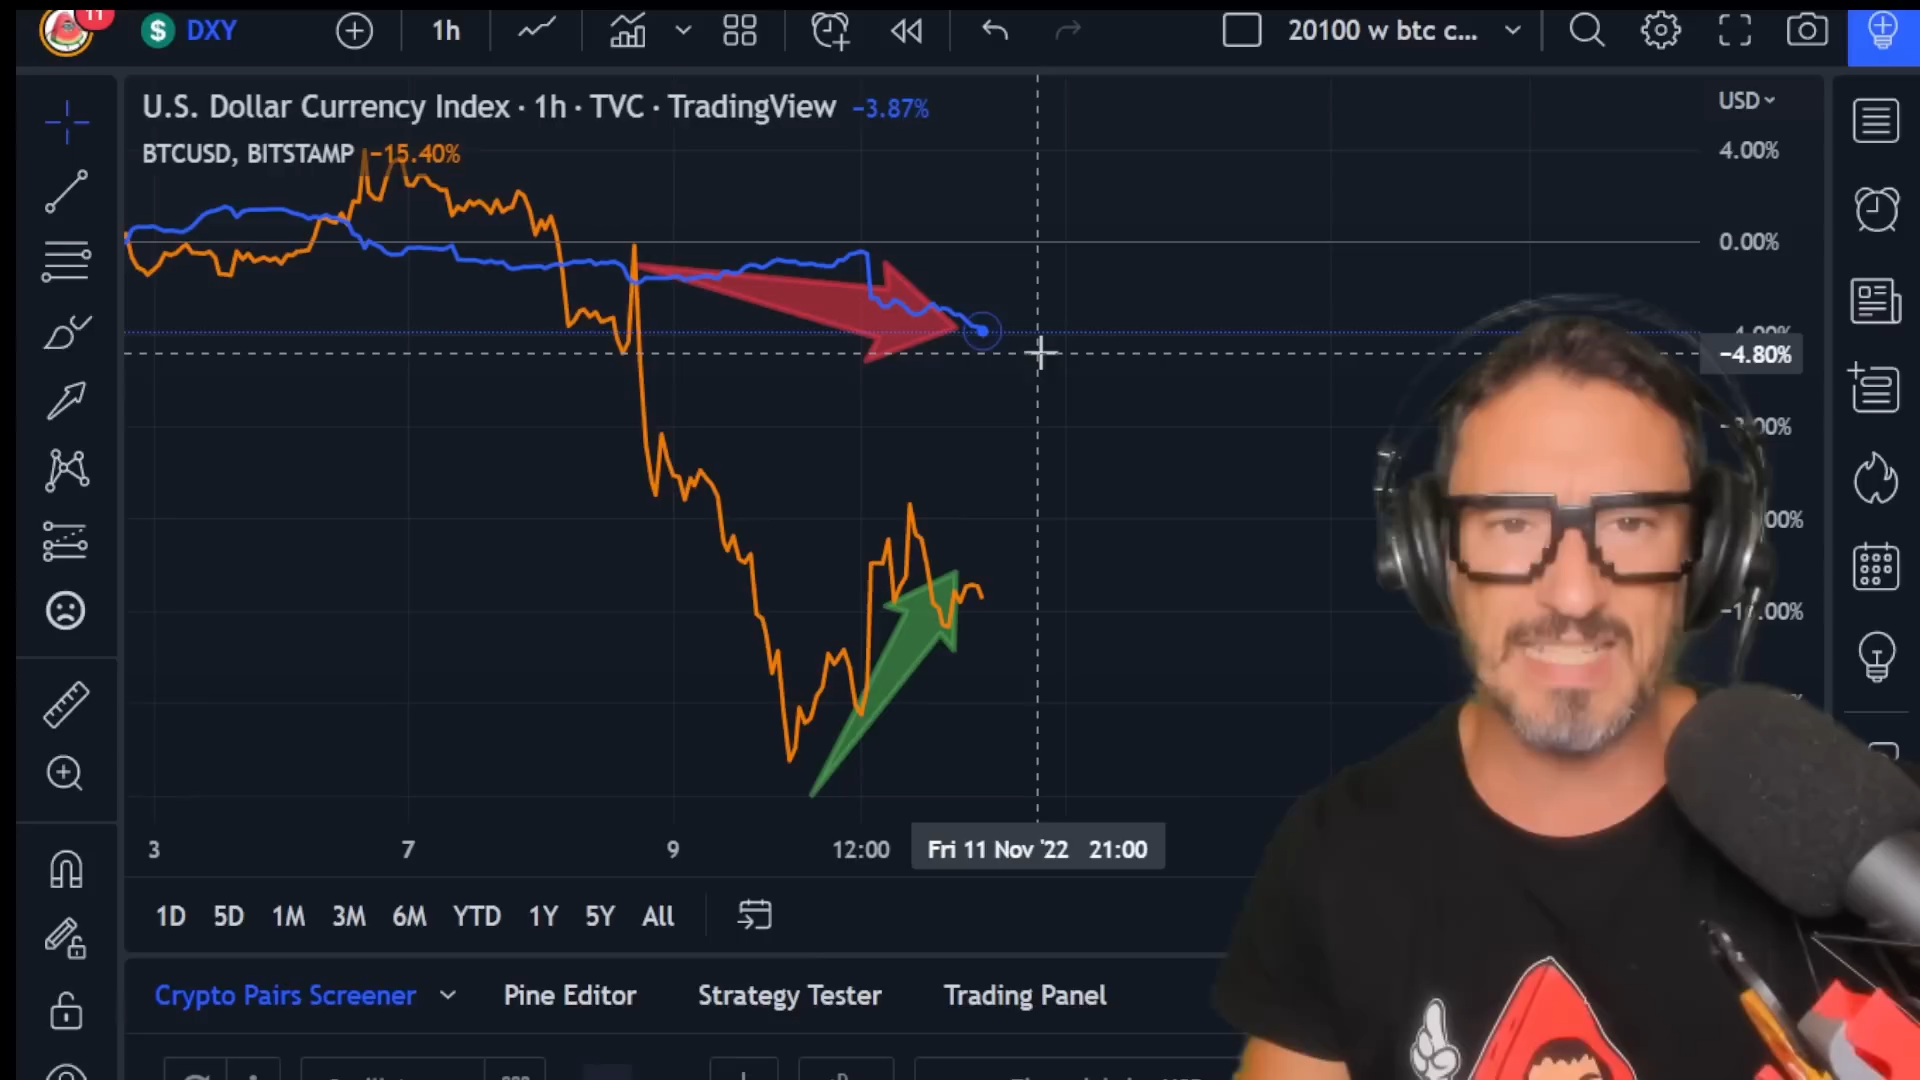 11
$ DXY
1h
20100 w btc c...
U.S. Dollar Currency Index · 1h · TVC · TradingView −3.87%
BTCUSD, BITSTAMP −15.40%
USD
4.00%
0.00%
−4.80%
3
7
9
12:00
Fri 11 Nov '22 21:00
1D 5D 1M 3M 6M YTD 1Y 5Y All
Crypto Pairs Screener
Pine Editor
Strategy Tester
Trading Panel